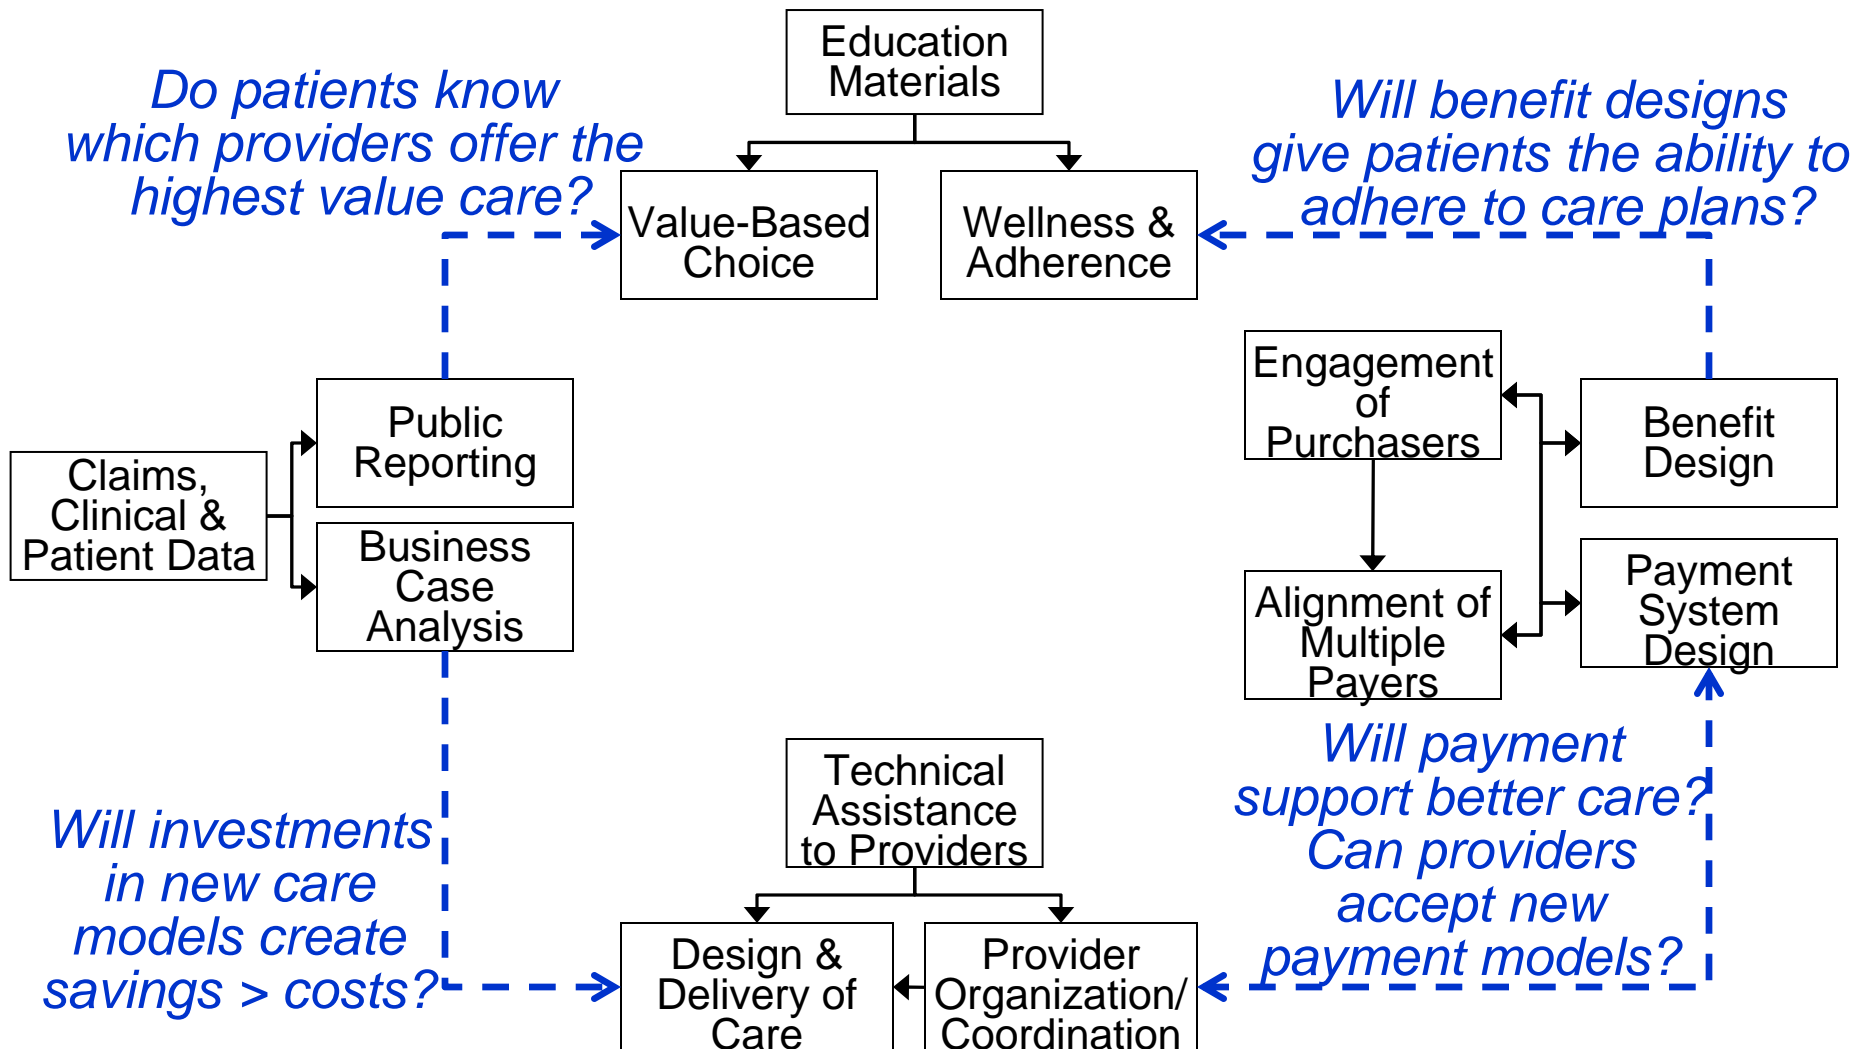 Education
Materials
Do patients know
which providers offer the
highest value care?
Will benefit designs
give patients the ability to
adhere to care plans?
Value-Based
Choice
Wellness &
Adherence
Public
Reporting
Claims,
Clinical &
Patient Data
Business
Case
Analysis
Engagement
of
Purchasers
Benefit
Design
Alignment of
Multiple
Payers
Payment
System
Design
Will investments
in new care
models create
savings > costs?
Technical
Assistance
to Providers
Will payment
support better care?
Can providers
accept new
payment models?
Design &
Delivery of
Care
Provider
Organization/
Coordination